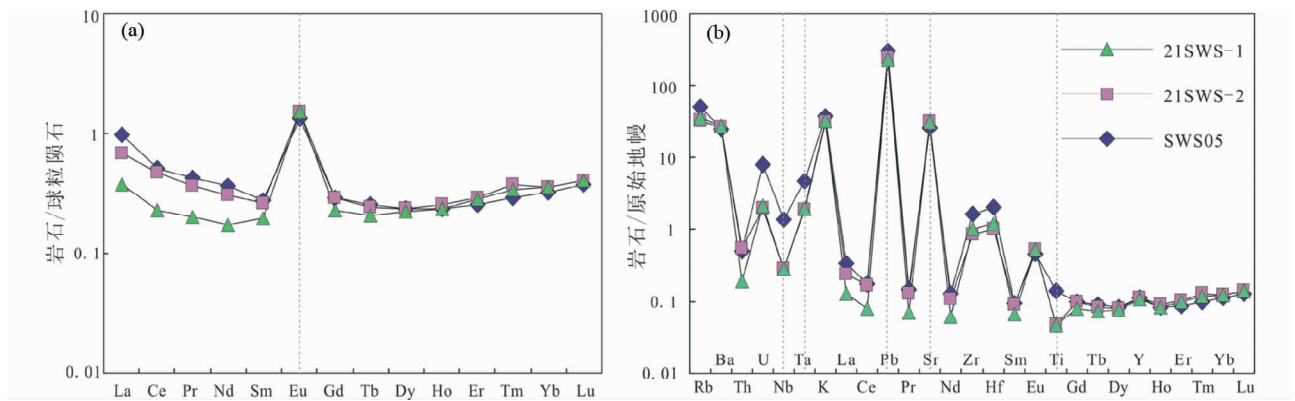 (a)
10
1
0.1
0.01
岩石/球粒陨石
La Ce Pr Nd Sm Eu Gd Tb Dy Ho Er Tm Yb Lu
(b)
1000
100
10
1
0.1
0.01
岩石/原始地幔
21SWS-1
21SWS-2
SWS05
Ba U Ta La Pb Sr Zr Sm Ti Tb Y Er Yb
Rb Th Nb K Ce Pr Nd Hf Eu Gd Dy Ho Tm Lu